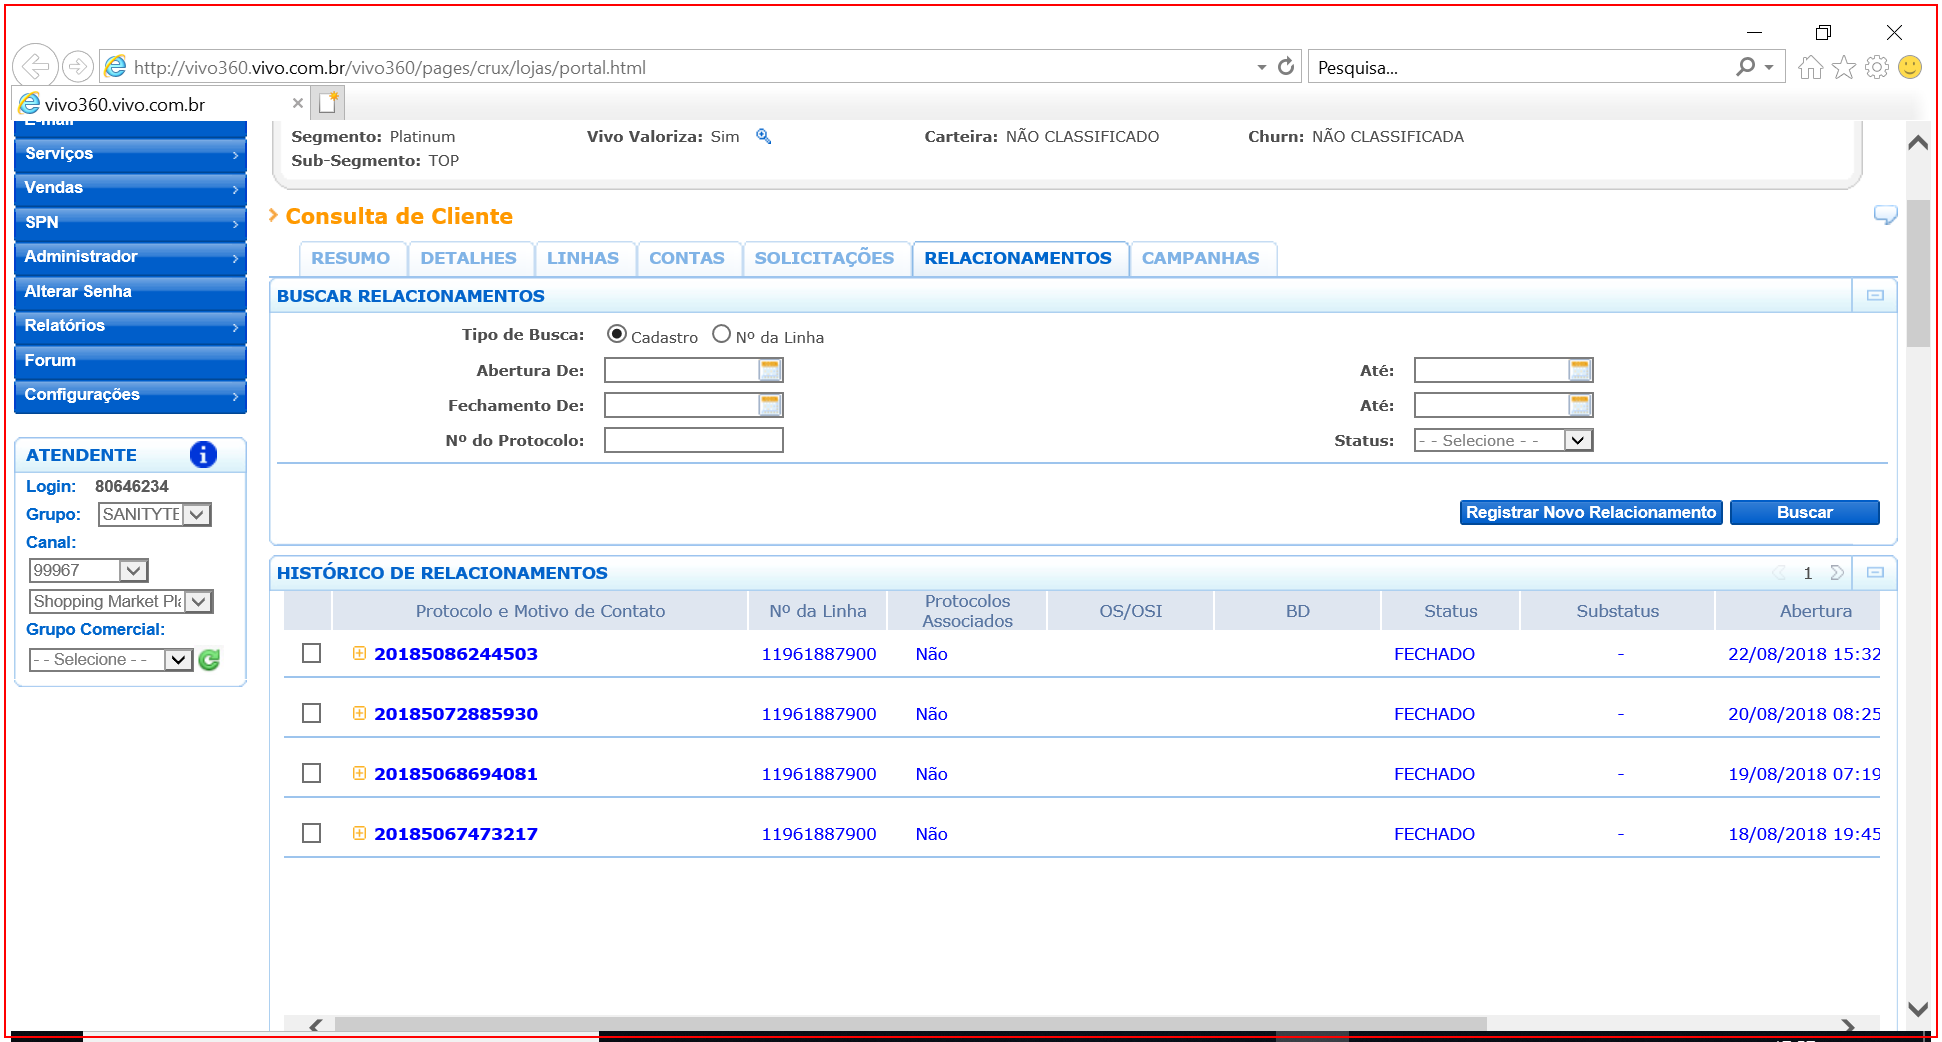 http://vivo360.vivo.com.br/vivo360/pages/crux/lojas/portal.html
Pesquisa...
vivo360.vivo.com.br
E-mail
Serviços
Vendas
SPN
Administrador
Alterar Senha
Relatórios
Forum
Configurações
ATENDENTE
Login: 80646234
Grupo: SANITYTE
Canal:
99967
Shopping Market Pl
Grupo Comercial:
- - Selecione - -
Segmento: Platinum Vivo Valoriza: Sim Carteira: NÃO CLASSIFICADO Churn: NÃO CLASSIFICADA
Sub-Segmento: TOP
Consulta de Cliente
RESUMO DETALHES LINHAS CONTAS SOLICITAÇÕES RELACIONAMENTOS CAMPANHAS
BUSCAR RELACIONAMENTOS
Tipo de Busca: Cadastro Nº da Linha
Abertura De: Até:
Fechamento De: Até:
Nº do Protocolo: Status: - - Selecione - -
Registrar Novo Relacionamento Buscar
HISTÓRICO DE RELACIONAMENTOS 1
Protocolo e Motivo de Contato Nº da Linha Protocolos Associados OS/OSI BD Status Substatus Abertura
20185086244503 11961887900 Não FECHADO - 22/08/2018 15:32
20185072885930 11961887900 Não FECHADO - 20/08/2018 08:25
20185068694081 11961887900 Não FECHADO - 19/08/2018 07:19
20185067473217 11961887900 Não FECHADO - 18/08/2018 19:45